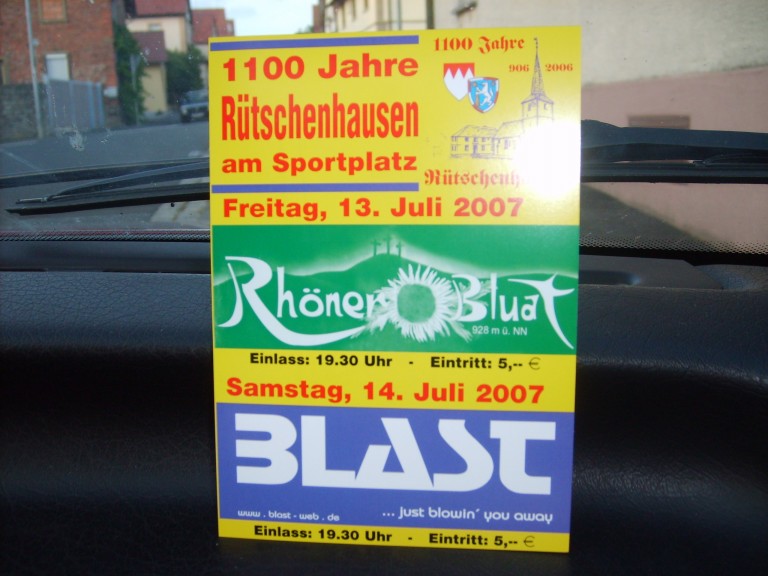 1100 Jahre
Rütschenhausen
am Sportplatz
1100 Jahre
906 2006
Freitag, 13. Juli 2007
Rhöner Bluat
928 m ü. NN
Einlass: 19.30 Uhr - Eintritt: 5,-- €
Samstag, 14. Juli 2007
BLAST
www.blast-web.de ... just blowin' you away
Einlass: 19.30 Uhr - Eintritt: 5,-- €